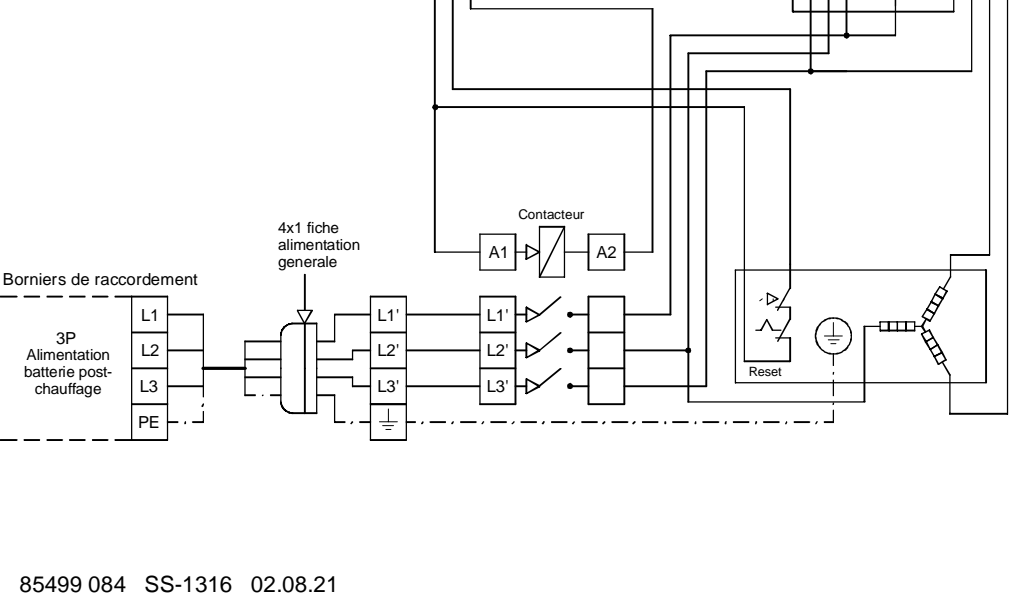 Contacteur
4x1 fiche
alimentation
generale
A1
A2
Borniers de raccordement
3P
Alimentation
batterie post-
chauffage
L1
L2
L3
PE
L1'
L2'
L3'
L1'
L2'
L3'
Reset
85499 084 SS-1316 02.08.21